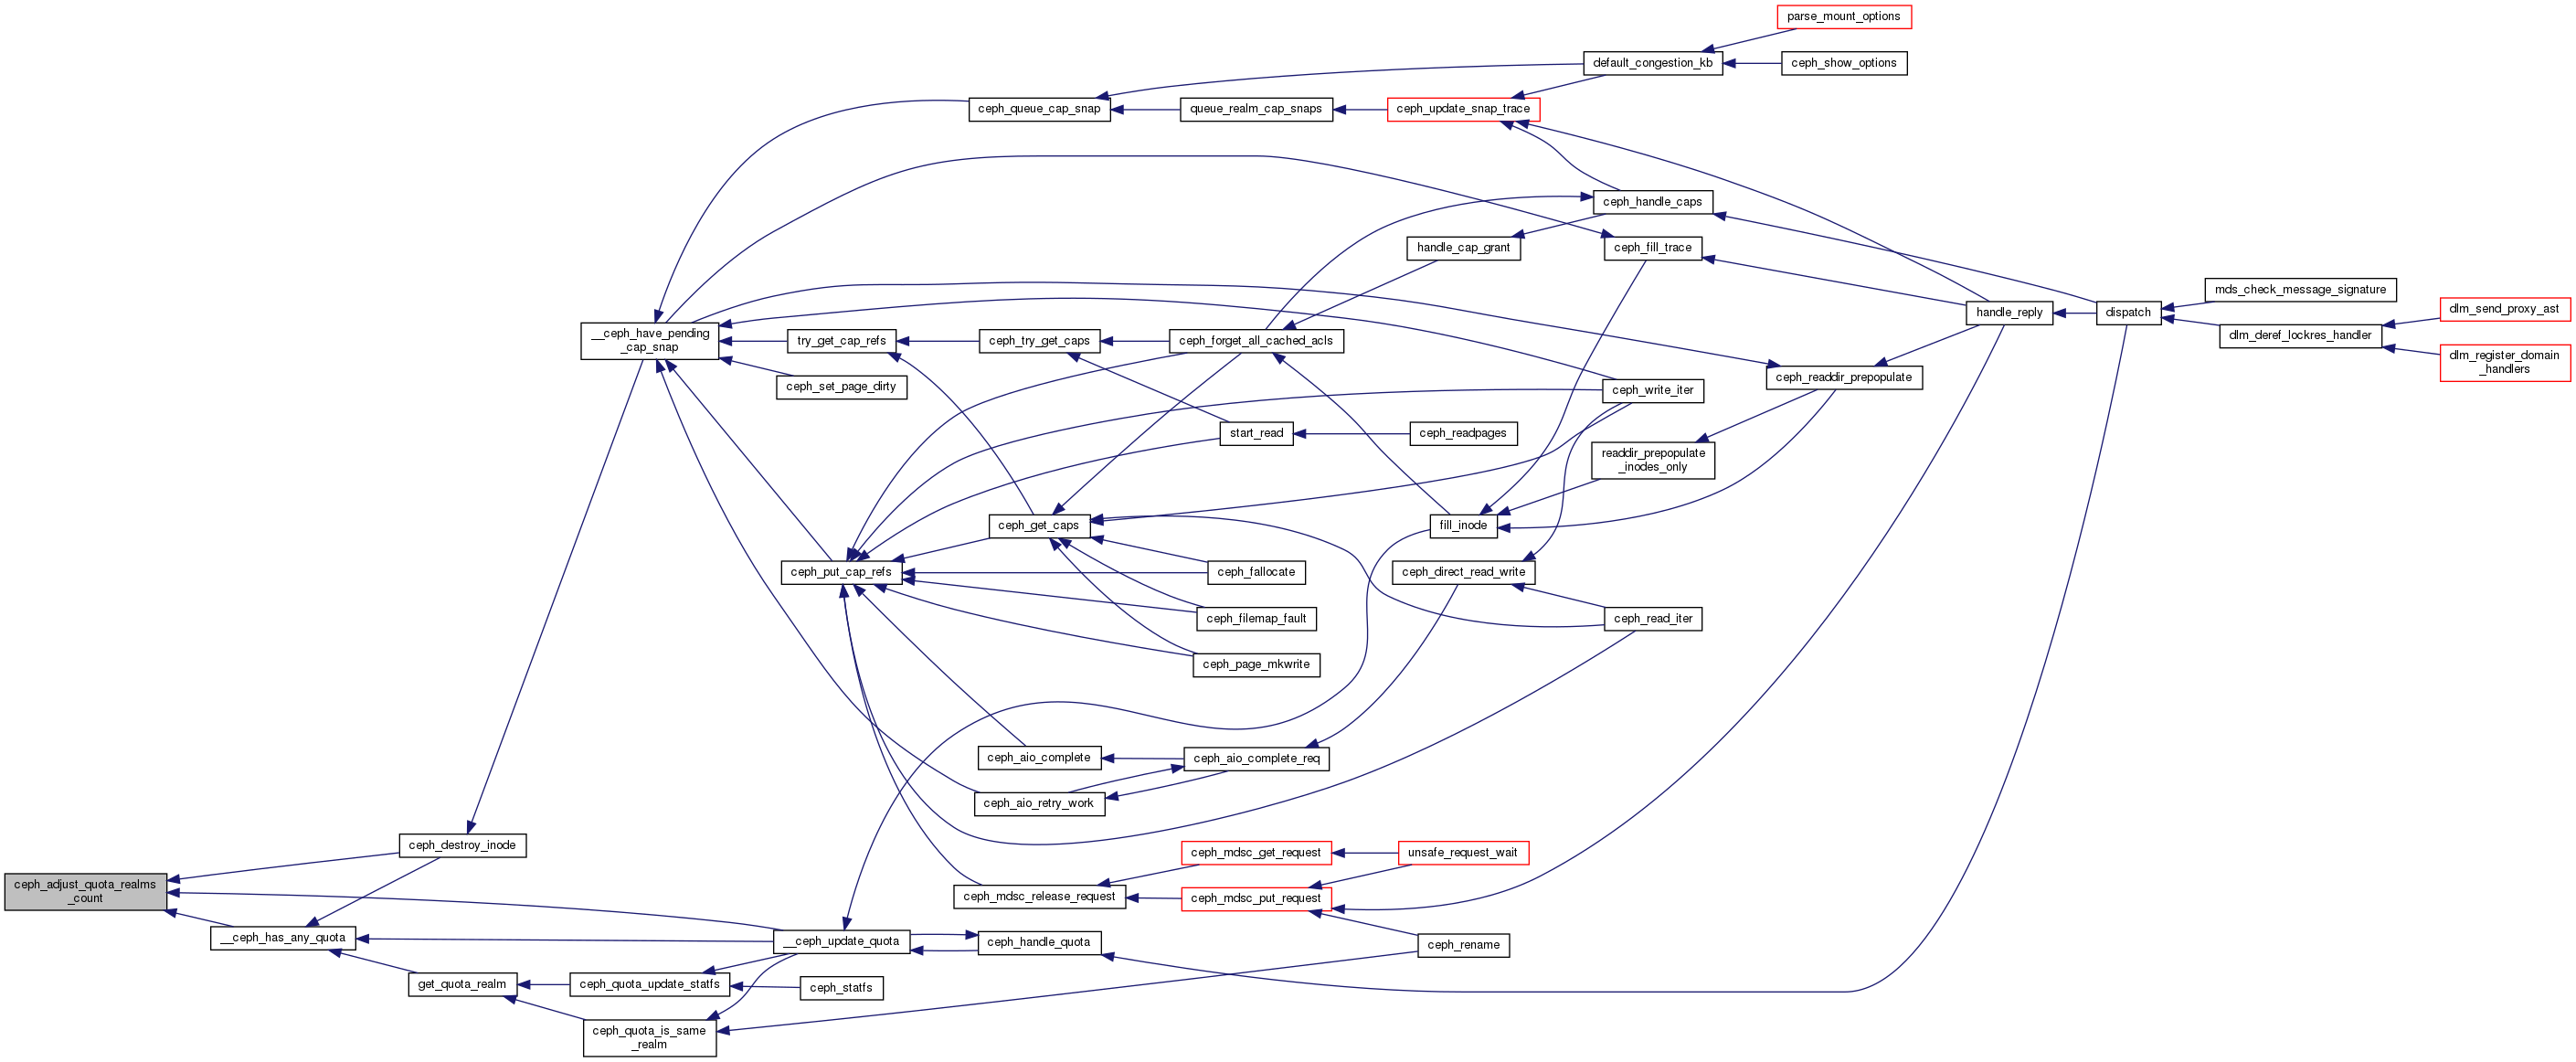 parse_mount_options
default_congestion_kb
ceph_show_options
ceph_queue_cap_snap
queue_realm_cap_snaps
ceph_update_snap_trace
ceph_handle_caps
handle_cap_grant
ceph_fill_trace
mds_check_message_signature
handle_reply
dispatch
dlm_send_proxy_ast
dlm_deref_lockres_handler
dlm_register_domain
_handlers
__ceph_have_pending
_cap_snap
try_get_cap_refs
ceph_try_get_caps
ceph_forget_all_cached_acls
ceph_set_page_dirty
ceph_readdir_prepopulate
ceph_write_iter
start_read
ceph_readpages
readdir_prepopulate
_inodes_only
ceph_get_caps
fill_inode
ceph_put_cap_refs
ceph_fallocate
ceph_direct_read_write
ceph_filemap_fault
ceph_read_iter
ceph_page_mkwrite
ceph_aio_complete
ceph_aio_complete_req
ceph_aio_retry_work
ceph_destroy_inode
ceph_mdsc_get_request
unsafe_request_wait
ceph_adjust_quota_realms
_count
ceph_mdsc_release_request
ceph_mdsc_put_request
__ceph_has_any_quota
__ceph_update_quota
ceph_handle_quota
ceph_rename
get_quota_realm
ceph_quota_update_statfs
ceph_statfs
ceph_quota_is_same
_realm